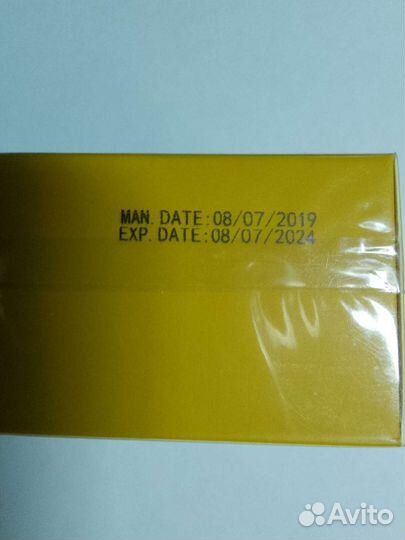 MAN. DATE:08/07/2019
EXP. DATE:08/07/2024
Avito